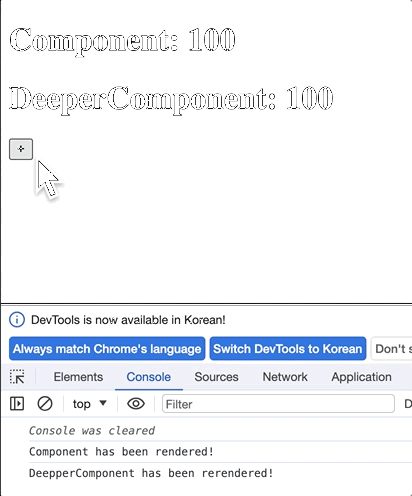 Component: 100
DeeperComponent: 100
+
DevTools is now available in Korean!
Always match Chrome's language Switch DevTools to Korean Don't s
Elements Console Sources Network Application
top ▼ Filter D
Console was cleared
Component has been rendered!
DeepperComponent has been rerendered!